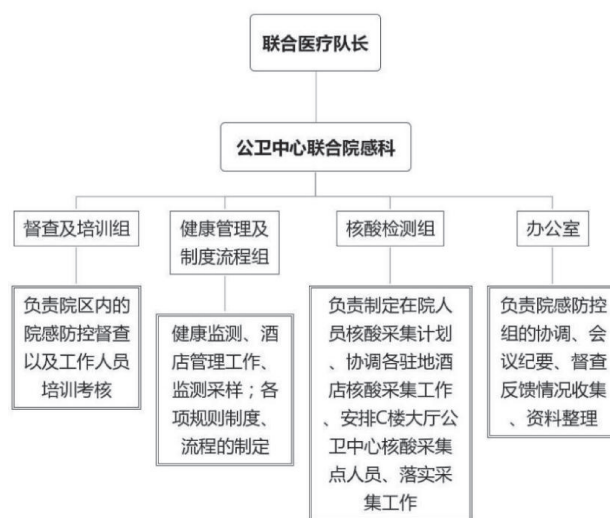 联合医疗队长
公卫中心联合院感科
督查及培训组
健康管理及
制度流程组
核酸检测组
办公室
负责院区内的
院感防控督查
以及工作人员
培训考核
健康监测、酒
店管理工作、
监测采样；各
项规则制度、
流程的制定
负责制定在院人
员核酸采集计划
、协调各驻地酒
店核酸采集工作
、安排C楼大厅公
卫中心核酸采集
点人员、落实采
集工作
负责院感防控
组的协调、会
议纪要、督查
反馈情况收集
、资料整理